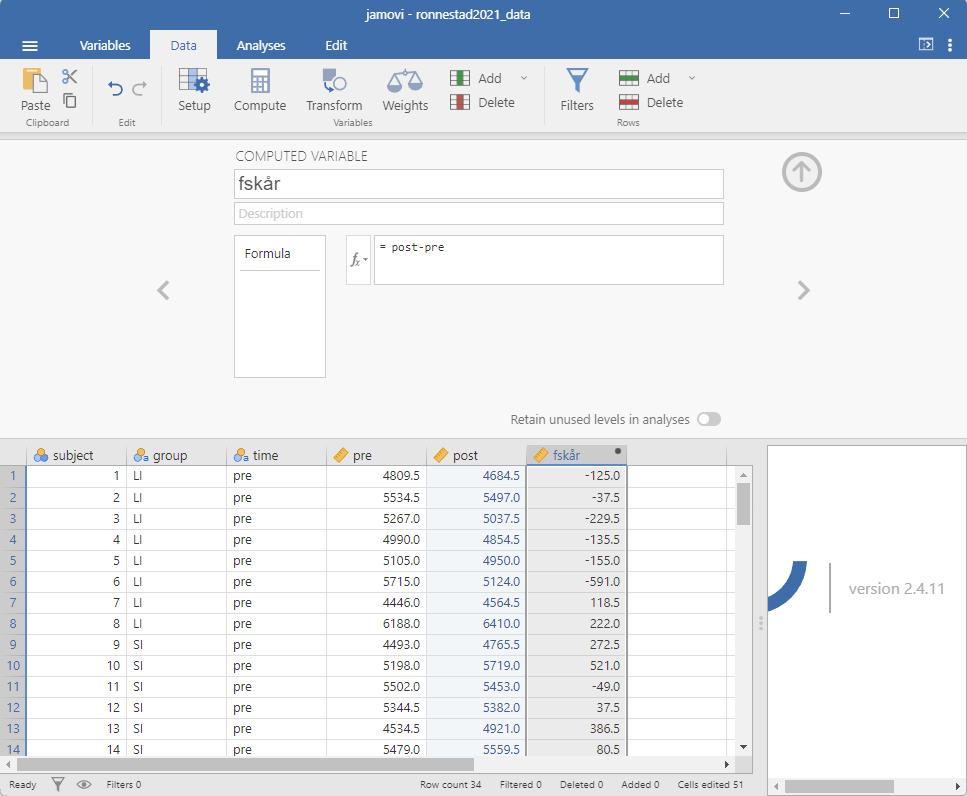 jamovi - ronnestad2021_data
Variables Data Analyses Edit
Paste Setup Compute Transform Weights Add Delete Filters Add Delete
Clipboard Edit Variables Rows
COMPUTED VARIABLE
fskår
Description
Formula fx = post-pre
Retain unused levels in analyses
subject group time pre post fskår
1 1 LI pre 4809.5 4684.5 -125.0
2 2 LI pre 5534.5 5497.0 -37.5
3 3 LI pre 5267.0 5037.5 -229.5
4 4 LI pre 4990.0 4854.5 -135.5
5 5 LI pre 5105.0 4950.0 -155.0
6 6 LI pre 5715.0 5124.0 -591.0
7 7 LI pre 4446.0 4564.5 118.5
8 8 LI pre 6188.0 6410.0 222.0
9 9 SI pre 4493.0 4765.5 272.5
10 10 SI pre 5198.0 5719.0 521.0
11 11 SI pre 5502.0 5453.0 -49.0
12 12 SI pre 5344.5 5382.0 37.5
13 13 SI pre 4534.5 4921.0 386.5
14 14 SI pre 5479.0 5559.5 80.5
version 2.4.11
Ready Filters 0 Row count 34 Filtered 0 Deleted 0 Added 0 Cells edited 51